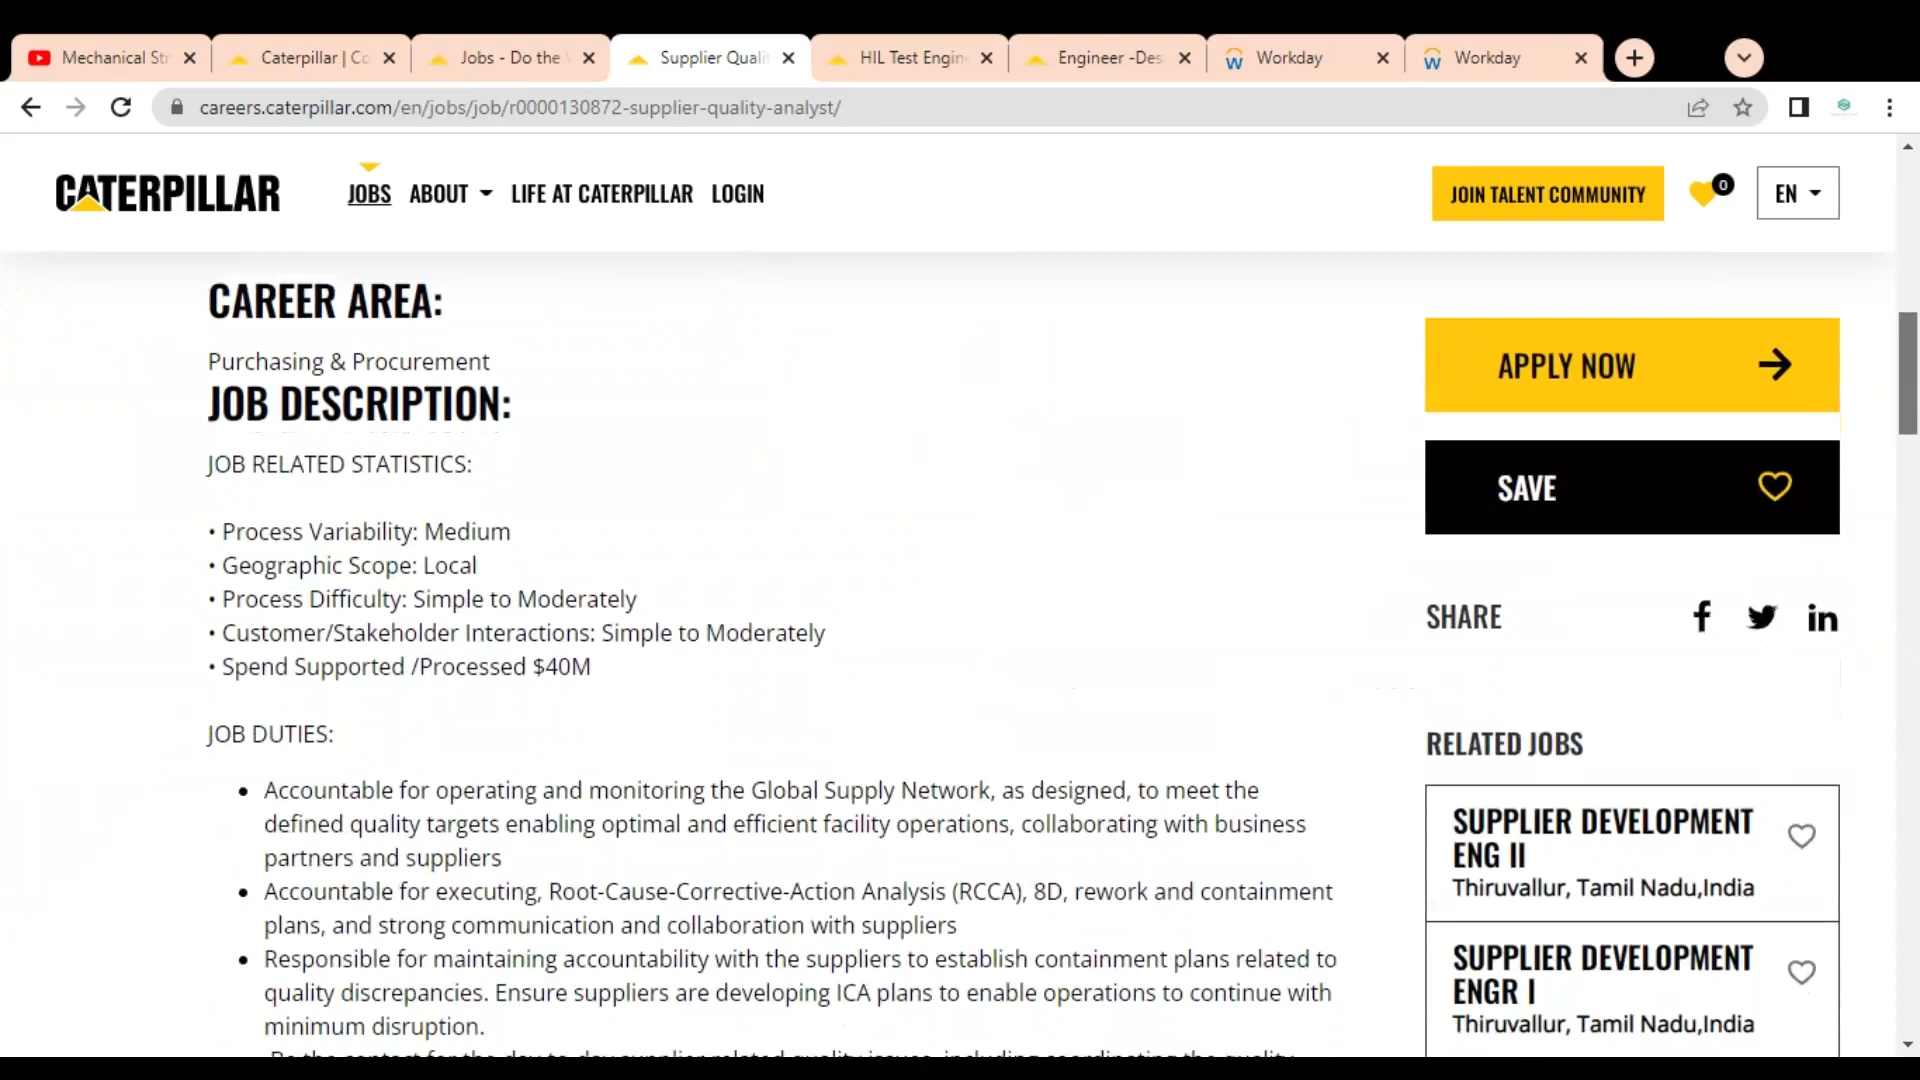 Mechanical St
Caterpillar | Co
Jobs - Do the
Supplier Quali
HIL Test Engin
Engineer -Des
Workday
Workday
careers.caterpillar.com/en/jobs/job/r0000130872-supplier-quality-analyst/
CATERPILLAR
JOBS
ABOUT
LIFE AT CATERPILLAR
LOGIN
JOIN TALENT COMMUNITY
0
EN
CAREER AREA:
Purchasing & Procurement
JOB DESCRIPTION:
JOB RELATED STATISTICS:
• Process Variability: Medium
• Geographic Scope: Local
• Process Difficulty: Simple to Moderately
• Customer/Stakeholder Interactions: Simple to Moderately
• Spend Supported /Processed $40M
JOB DUTIES:
• Accountable for operating and monitoring the Global Supply Network, as designed, to meet the
defined quality targets enabling optimal and efficient facility operations, collaborating with business
partners and suppliers
• Accountable for executing, Root-Cause-Corrective-Action Analysis (RCCA), 8D, rework and containment
plans, and strong communication and collaboration with suppliers
• Responsible for maintaining accountability with the suppliers to establish containment plans related to
quality discrepancies. Ensure suppliers are developing ICA plans to enable operations to continue with
minimum disruption.
APPLY NOW
SAVE
SHARE
RELATED JOBS
SUPPLIER DEVELOPMENT
ENG II
Thiruvallur, Tamil Nadu,India
SUPPLIER DEVELOPMENT
ENGR I
Thiruvallur, Tamil Nadu,India